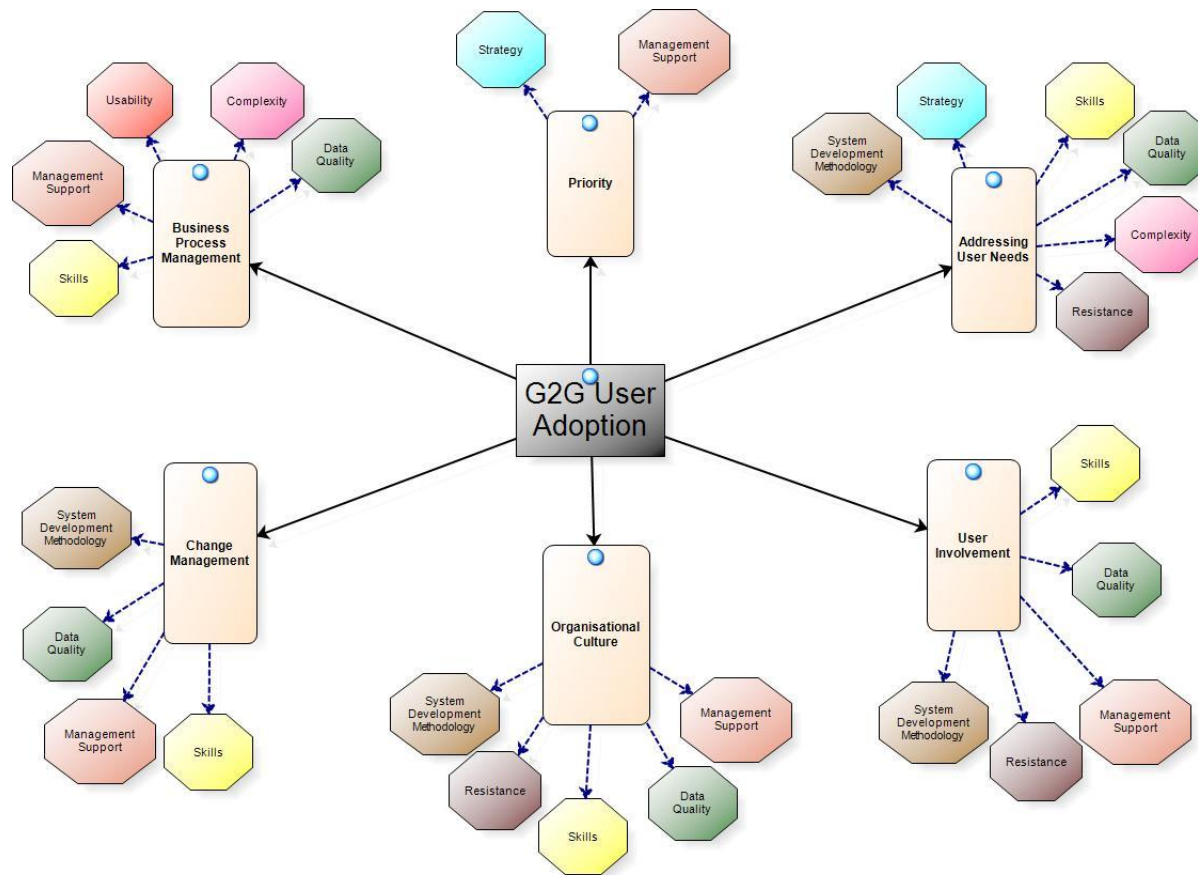 Strategy
Management
Support
Priority
Usability
Complexity
Data
Quality
Management
Support
Skills
Business
Process
Management
Strategy
Skills
System
Development
Methodology
Data
Quality
Complexity
Resistance
Addressing
User Needs
G2G User
Adoption
System
Development
Methodology
Data
Quality
Management
Support
Skills
Change
Management
Organisational
Culture
System
Development
Methodology
Resistance
Skills
Data
Quality
Management
Support
User
Involvement
Skills
Data
Quality
Management
Support
Resistance
System
Development
Methodology